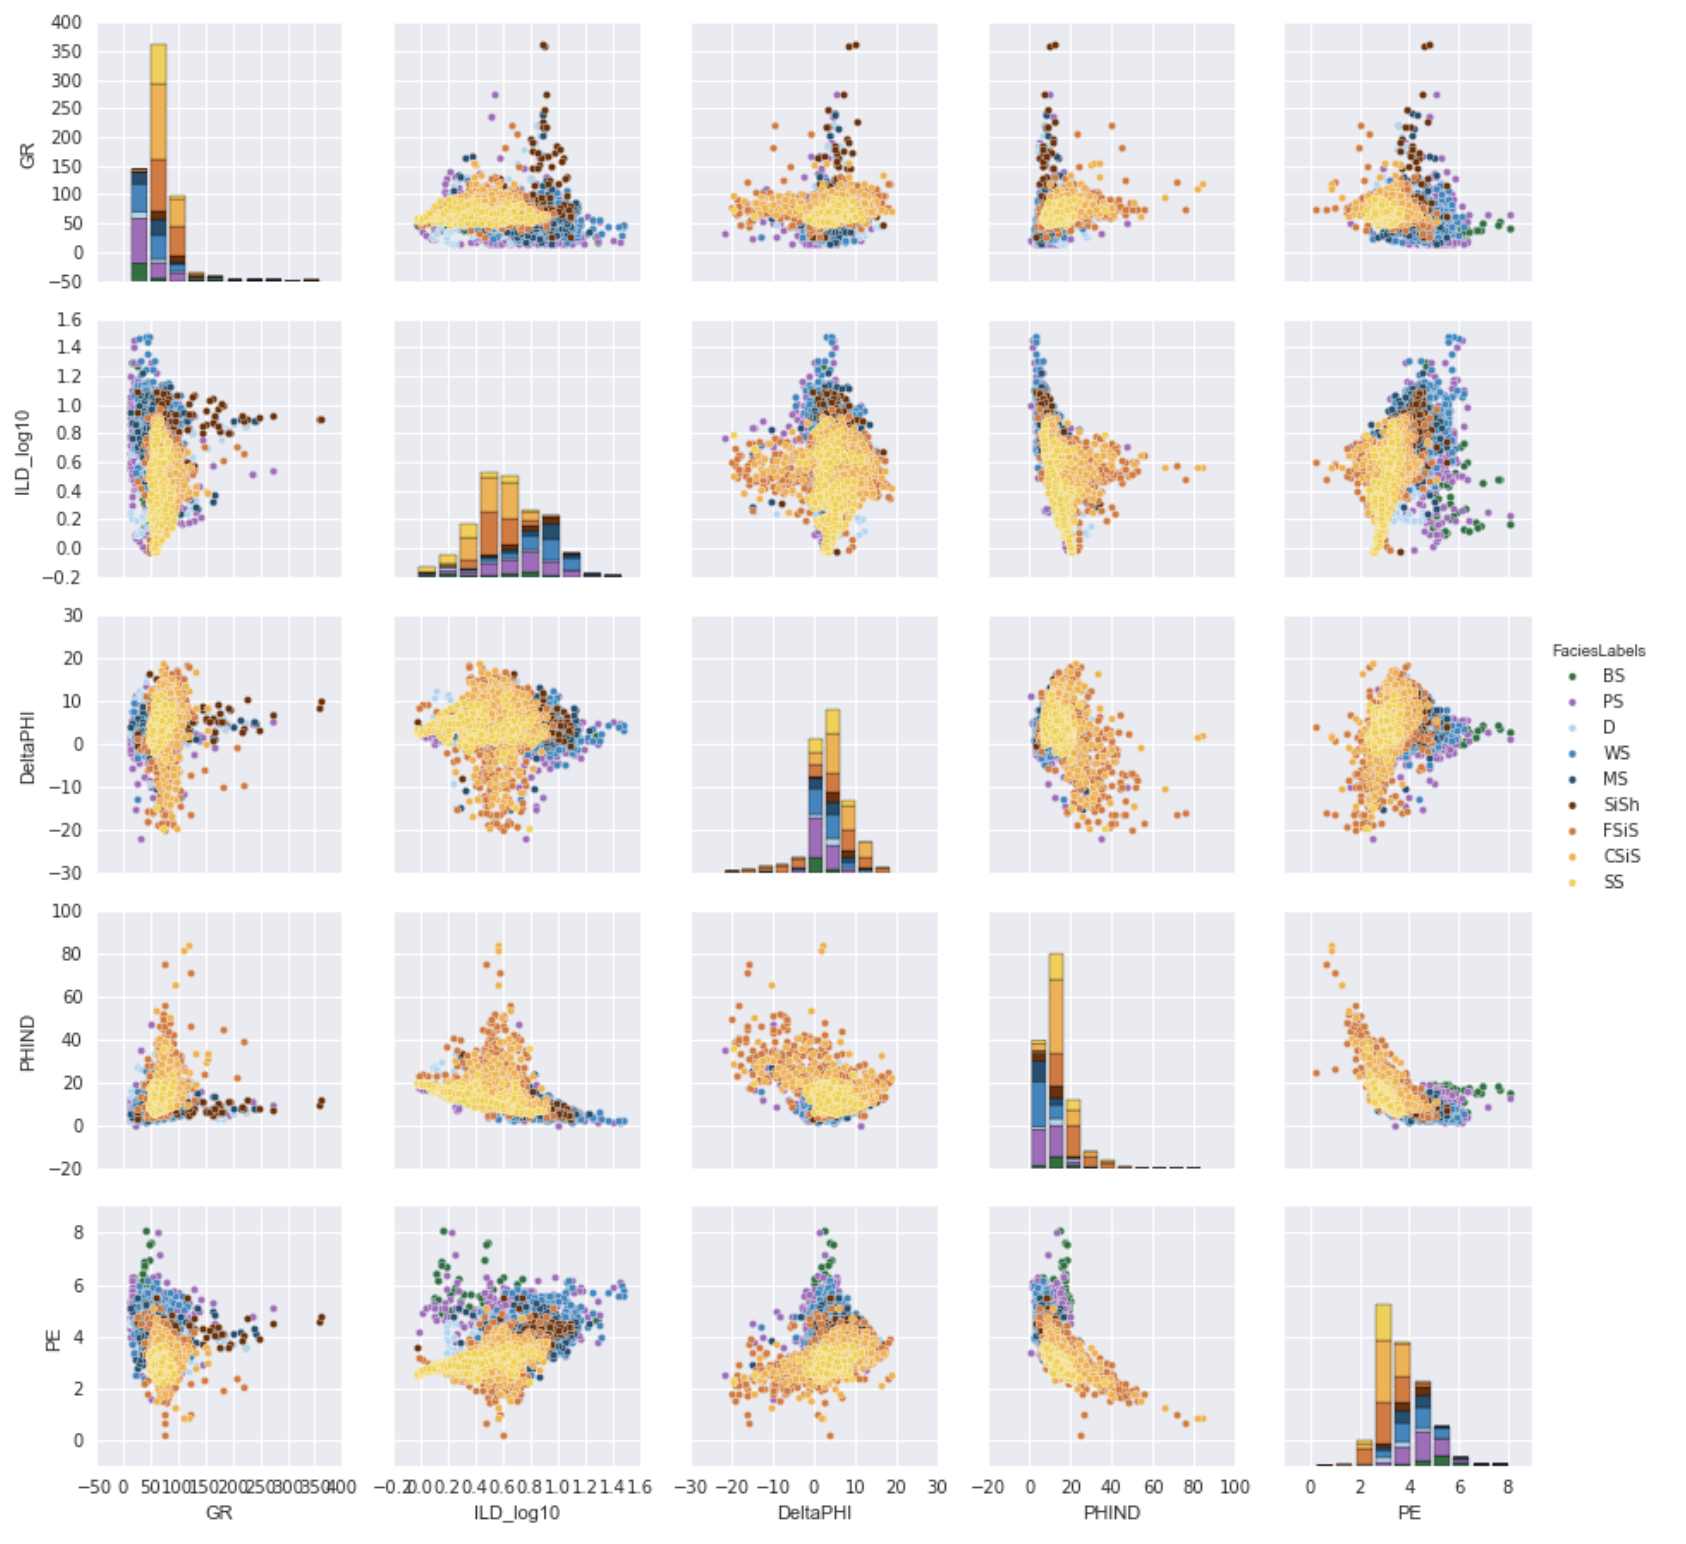 400
350
300
250
200
150
100
50
0
−50
GR
1.6
1.4
1.2
1.0
0.8
0.6
0.4
0.2
0.0
−0.2
ILD_log10
30
20
10
0
−10
−20
−30
DeltaPHI
FaciesLabels
BS
PS
D
WS
MS
SiSh
FSiS
CSiS
SS
100
80
60
40
20
0
−20
PHIND
8
6
4
2
0
PE
−50 0 50 100 150 200 250 300 350 400 −0.2 0.0 0.2 0.4 0.6 0.8 1.0 1.2 1.4 1.6 −30 −20 −10 0 10 20 30 −20 0 20 40 60 80 100 0 2 4 6 8
GR ILD_log10 DeltaPHI PHIND PE